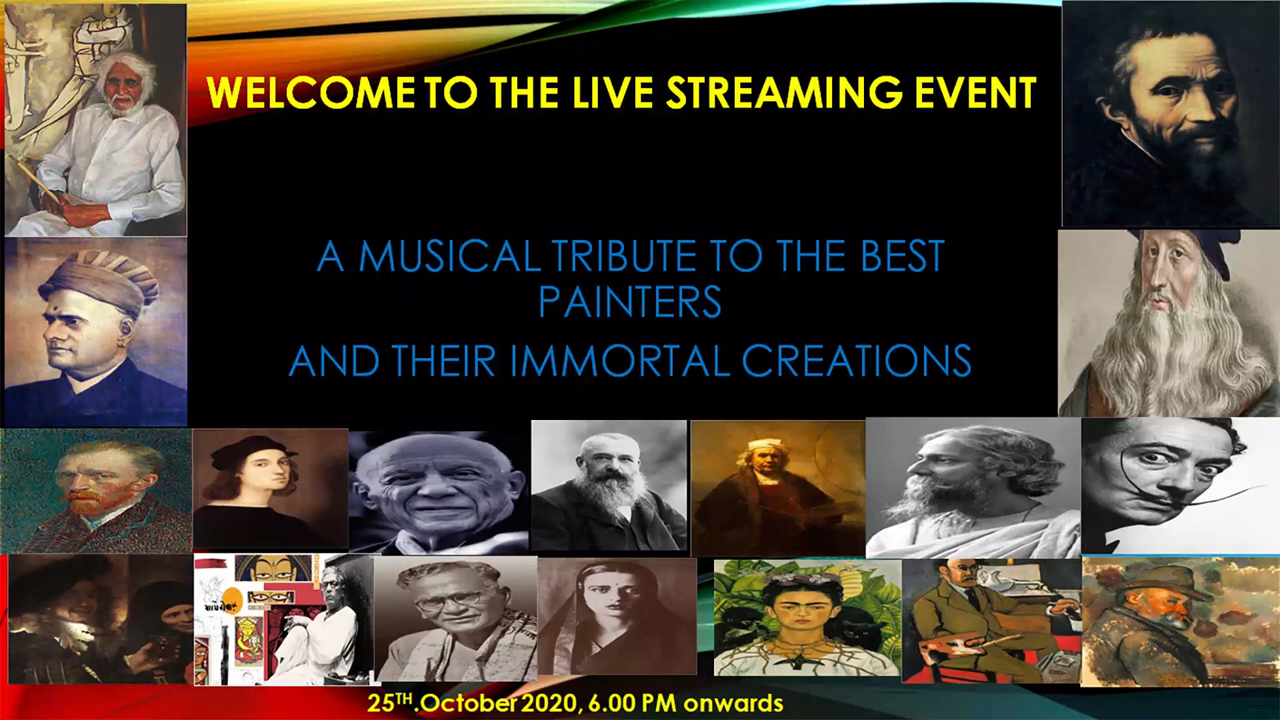 WELCOME TO THE LIVE STREAMING EVENT
A MUSICAL TRIBUTE TO THE BEST
PAINTERS
AND THEIR IMMORTAL CREATIONS
25TH.October 2020, 6.00 PM onwards